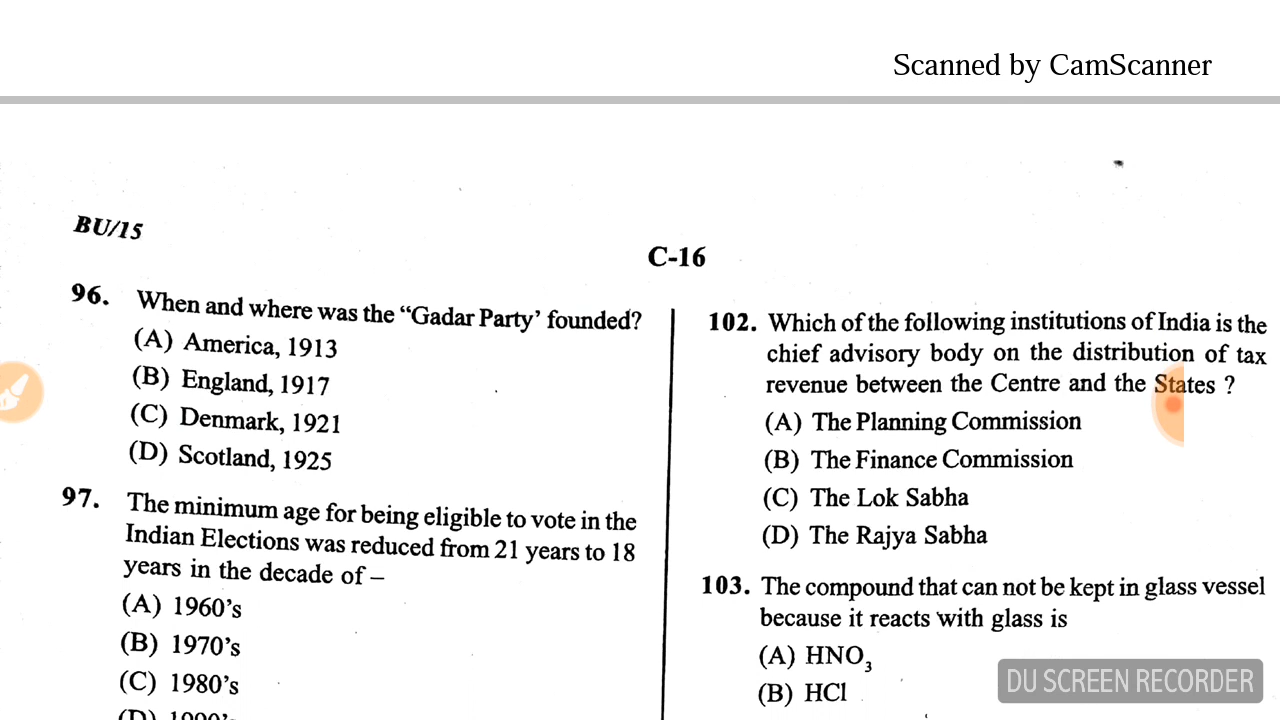 Scanned by CamScanner
BU/15
C-16
96. When and where was the “Gadar Party’ founded?
(A) America, 1913
(B) England, 1917
(C) Denmark, 1921
(D) Scotland, 1925
97. The minimum age for being eligible to vote in the
Indian Elections was reduced from 21 years to 18
years in the decade of –
(A) 1960’s
(B) 1970’s
(C) 1980’s
(D) 1990’s
102. Which of the following institutions of India is the
chief advisory body on the distribution of tax
revenue between the Centre and the States ?
(A) The Planning Commission
(B) The Finance Commission
(C) The Lok Sabha
(D) The Rajya Sabha
103. The compound that can not be kept in glass vessel
because it reacts with glass is
(A) HNO₃
(B) HCl
DU SCREEN RECORDER